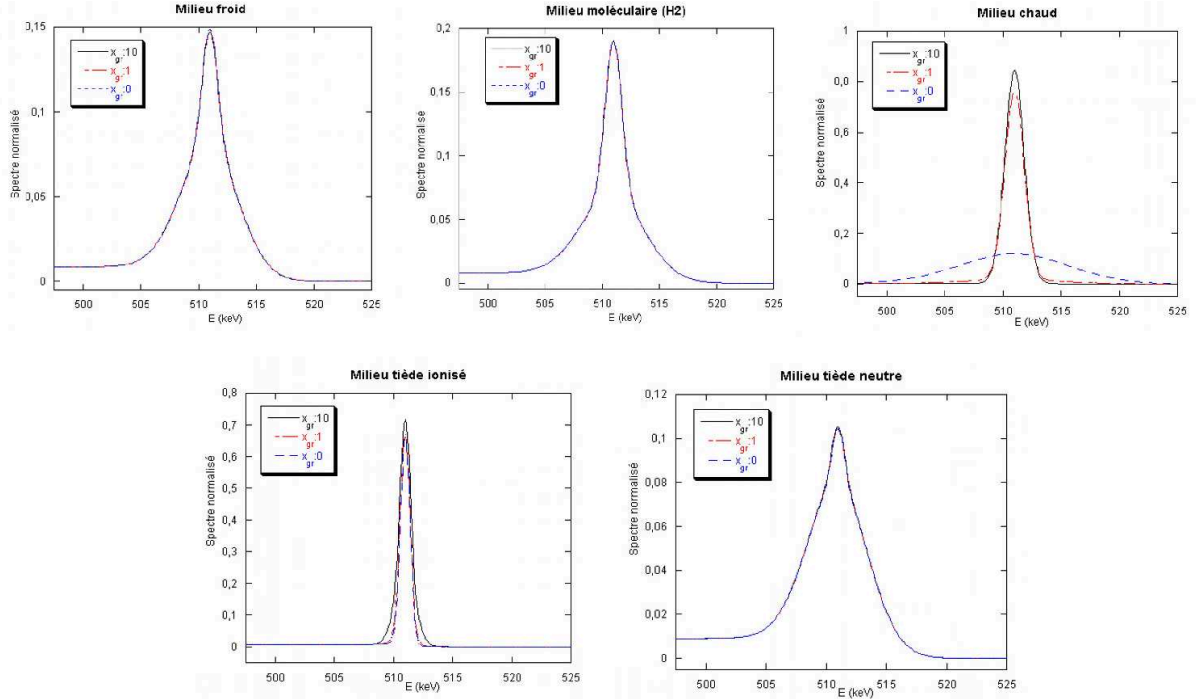 Milieu froid
0,15
0,1
0,05
0
Spectre normalisé
x_gr:10
x_gr:1
x_gr:0
500 505 510 515 520 525
E (keV)
Milieu moléculaire (H2)
0,2
0,15
0,1
0,05
0
Spectre normalisé
x_gr:10
x_gr:1
x_gr:0
500 505 510 515 520 525
E (keV)
Milieu chaud
1
0,8
0,6
0,4
0,2
0
Spectre normalisé
x_gr:10
x_gr:1
x_gr:0
500 505 510 515 520 525
E (keV)
Milieu tiède ionisé
0,8
0,7
0,6
0,5
0,4
0,3
0,2
0,1
0
Spectre normalisé
x_gr:10
x_gr:1
x_gr:0
500 505 510 515 520 525
E (keV)
Milieu tiède neutre
0,12
0,1
0,08
0,06
0,04
0,02
0
Spectre normalisé
x_gr:10
x_gr:1
x_gr:0
500 505 510 515 520 525
E (keV)